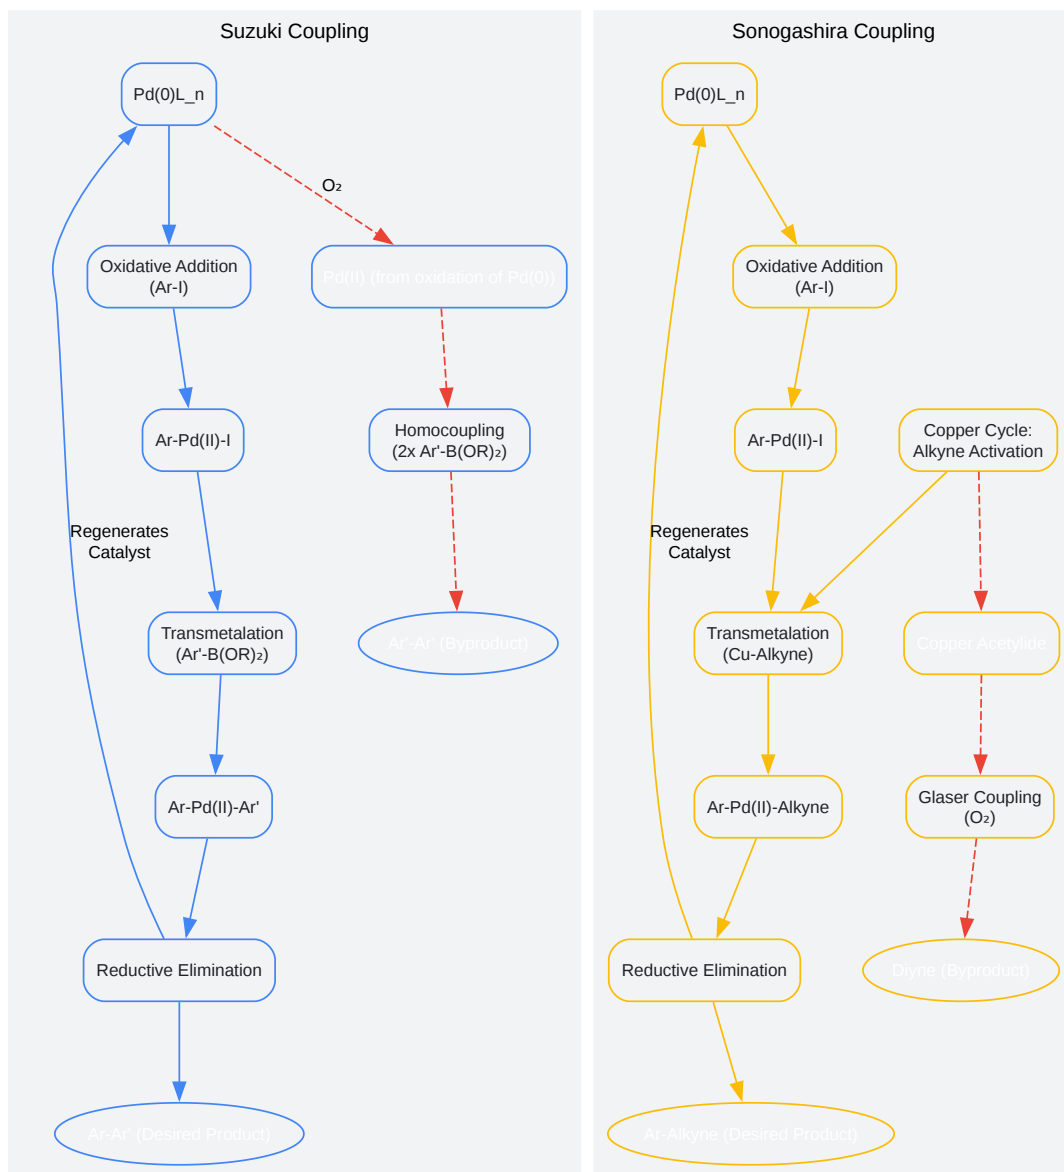 Suzuki Coupling
Pd(0)L_n
O₂
Oxidative Addition
(Ar-I)
Pd(II) (from oxidation of Pd(0))
Ar-Pd(II)-I
Homocoupling
(2x Ar'-B(OR)₂)
Regenerates
Catalyst
Transmetalation
(Ar'-B(OR)₂)
Ar'-Ar' (Byproduct)
Ar-Pd(II)-Ar'
Reductive Elimination
Ar-Ar' (Desired Product)
Sonogashira Coupling
Pd(0)L_n
Oxidative Addition
(Ar-I)
Ar-Pd(II)-I
Copper Cycle:
Alkyne Activation
Regenerates
Catalyst
Transmetalation
(Cu-Alkyne)
Copper Acetylide
Ar-Pd(II)-Alkyne
Glaser Coupling
(O₂)
Reductive Elimination
Diyne (Byproduct)
Ar-Alkyne (Desired Product)